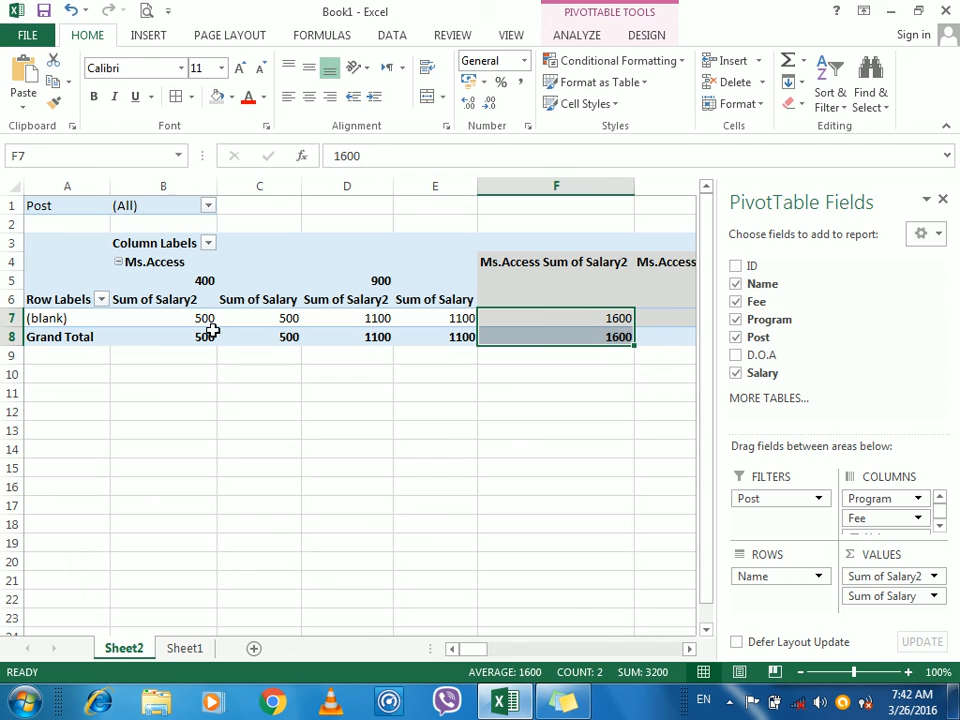 Book1 - Excel
PIVOTTABLE TOOLS
Sign in
FILE HOME INSERT PAGE LAYOUT FORMULAS DATA REVIEW VIEW ANALYZE DESIGN
Paste
Calibri 11
B I U A
General
Conditional Formatting
Format as Table
Cell Styles
Insert
Delete
Format
Sort & Filter
Find & Select
Clipboard Font Alignment Number Styles Cells Editing
F7 fx 1600
A B C D E F
1 Post (All)
2
3 Column Labels
4 Ms.Access Ms.Access Sum of Salary2 Ms.Access
5 400 900
6 Row Labels Sum of Salary2 Sum of Salary Sum of Salary2 Sum of Salary
7 (blank) 500 500 1100 1100 1600
8 Grand Total 500 500 1100 1100 1600
9
10
11
12
13
14
15
16
17
18
19
20
21
22
23
PivotTable Fields
Choose fields to add to report:
ID
Name
Fee
Program
Post
D.O.A
Salary
MORE TABLES...
Drag fields between areas below:
FILTERS COLUMNS
Post Program
Fee
ROWS Σ VALUES
Name Sum of Salary2
Sum of Salary
Defer Layout Update UPDATE
Sheet2 Sheet1
READY AVERAGE: 1600 COUNT: 2 SUM: 3200 100%
EN
7:42 AM
3/26/2016